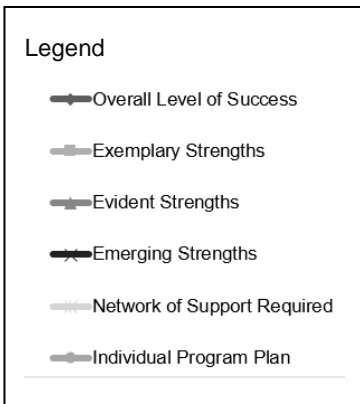 Legend
Overall Level of Success
Exemplary Strengths
Evident Strengths
Emerging Strengths
Network of Support Required
Individual Program Plan